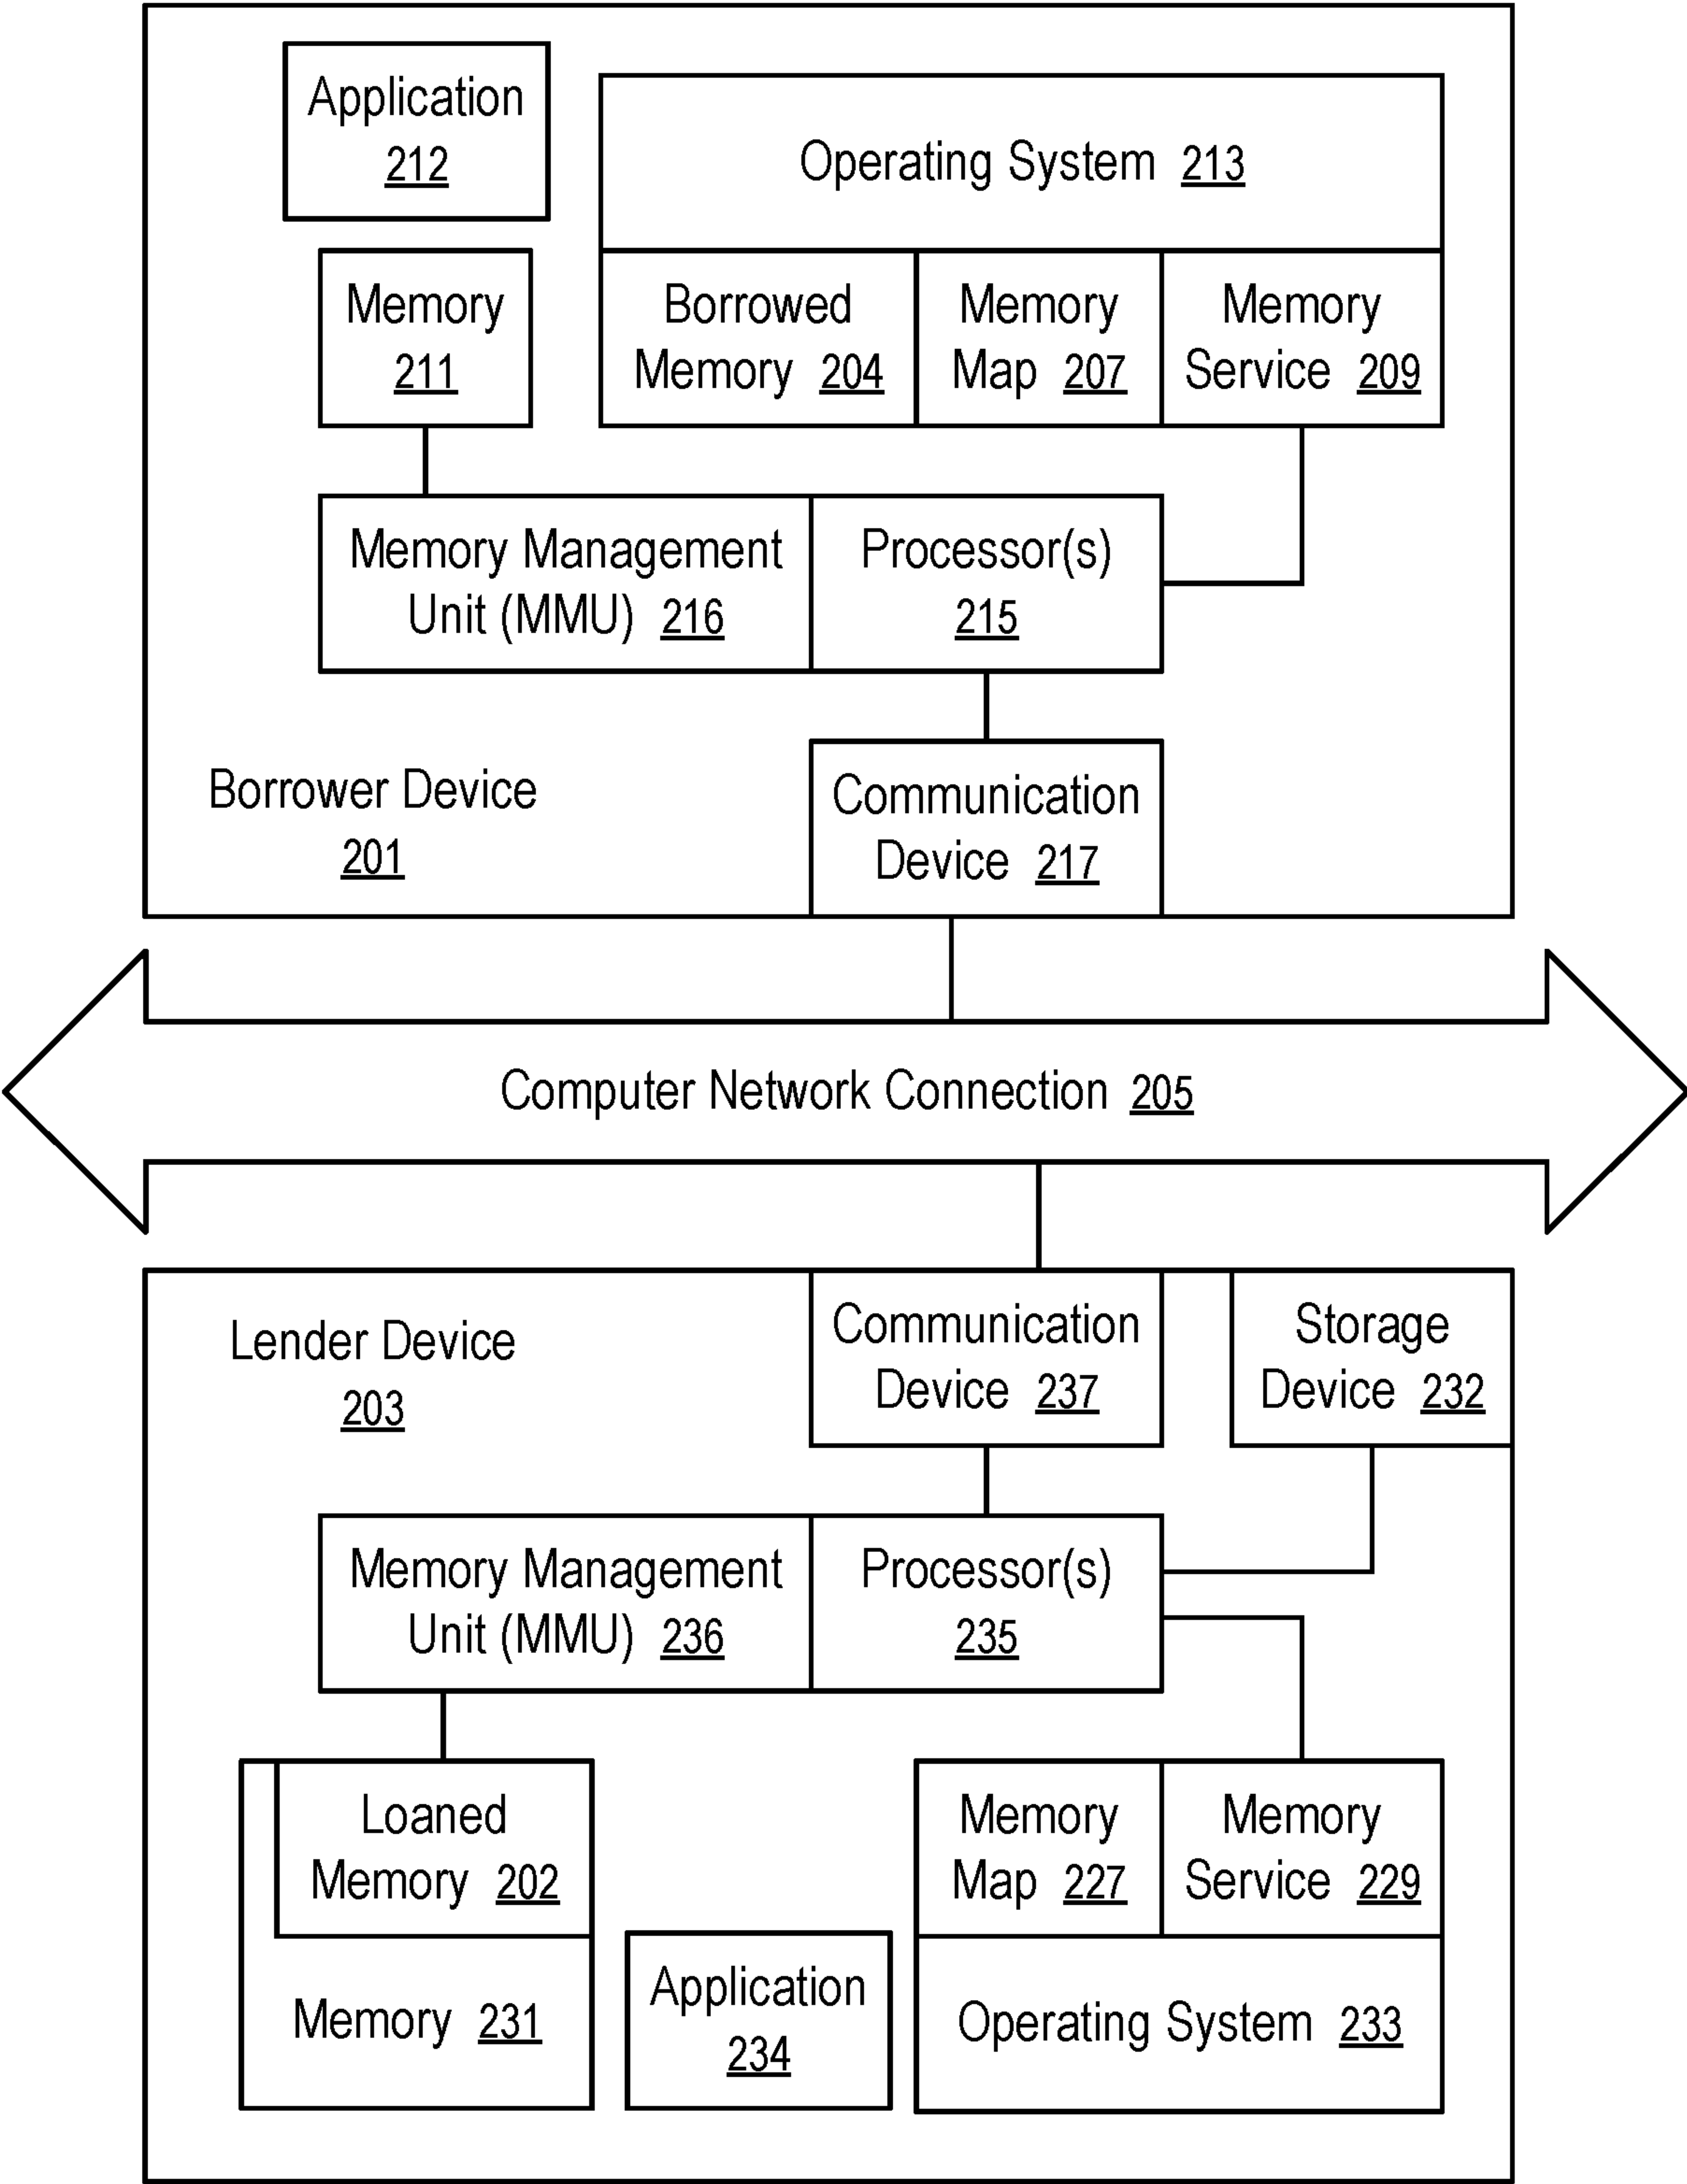 Application
212
Operating System 213
Memory
211
Borrowed
Memory 204
Memory
Map 207
Memory
Service 209
Memory Management
Unit (MMU) 216
Processor(s)
215
Borrower Device
201
Communication
Device 217
Computer Network Connection 205
Lender Device
203
Communication
Device 237
Storage
Device 232
Memory Management
Unit (MMU) 236
Processor(s)
235
Loaned
Memory 202
Memory 231
Application
234
Memory
Map 227
Memory
Service 229
Operating System 233